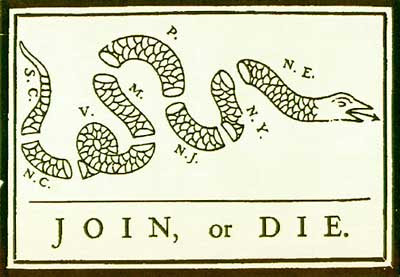 S. C.
N. C.
V.
M.
P.
N. J.
N. Y.
N. E.
JOIN, or DIE.